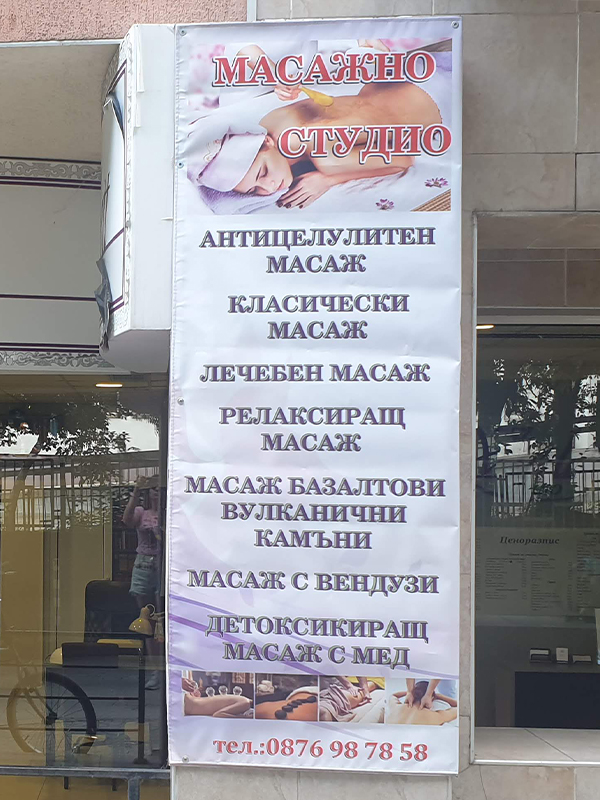 МАСАЖНО
СТУДИО
АНТИЦЕЛУЛИТЕН
МАСАЖ
КЛАСИЧЕСКИ
МАСАЖ
ЛЕЧЕБЕН МАСАЖ
РЕЛАКСИРАЩ
МАСАЖ
МАСАЖ БАЗАЛТОВИ
ВУЛКАНИЧНИ
КАМЪНИ
МАСАЖ С ВЕНДУЗИ
ДЕТОКСИКИРАЩ
МАСАЖ С МЕД
тел.:0876 98 78 58
Ценоразпис